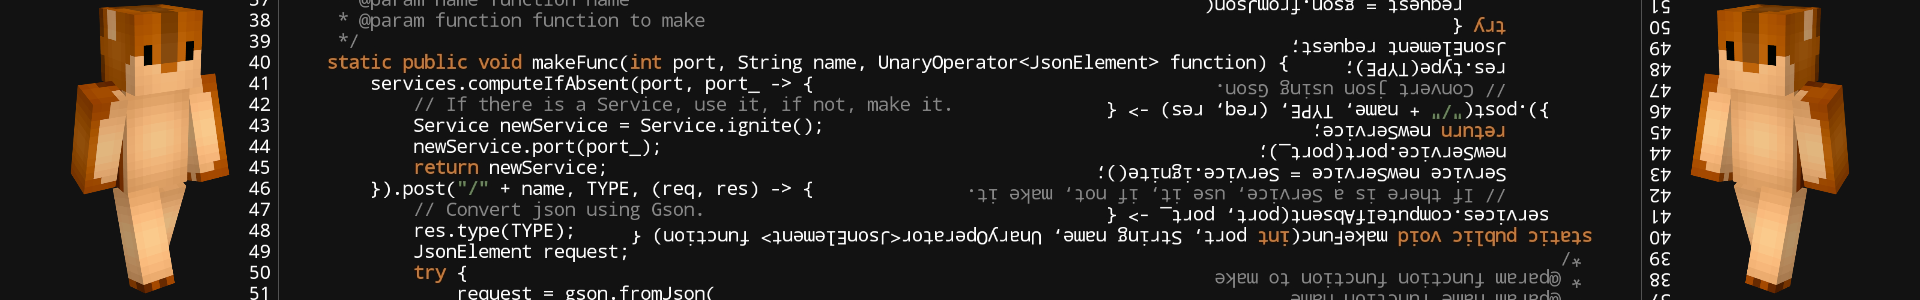 37 * @param name function name
38 * @param function function to make
39 */
40 static public void makeFunc(int port, String name, UnaryOperator<JsonElement> function) {
41 services.computeIfAbsent(port, port_ -> {
42 // If there is a Service, use it, if not, make it.
43 Service newService = Service.ignite();
44 newService.port(port_);
45 return newService;
46 }).post("/" + name, TYPE, (req, res) -> {
47 // Convert json using Gson.
48 res.type(TYPE);
49 JsonElement request;
50 try {
51 request = gson.fromJson(
51 request = gson.fromJson(
50 try {
49 JsonElement request;
48 res.type(TYPE);
47 // Convert json using Gson.
46 }).post("/" + name, TYPE, (req, res) -> {
45 return newService;
44 newService.port(port_);
43 Service newService = Service.ignite();
42 // If there is a Service, use it, if not, make it.
41 services.computeIfAbsent(port, port_ -> {
40 static public void makeFunc(int port, String name, UnaryOperator<JsonElement> function) {
39 */
38 * @param function function to make
37 * @param name function name